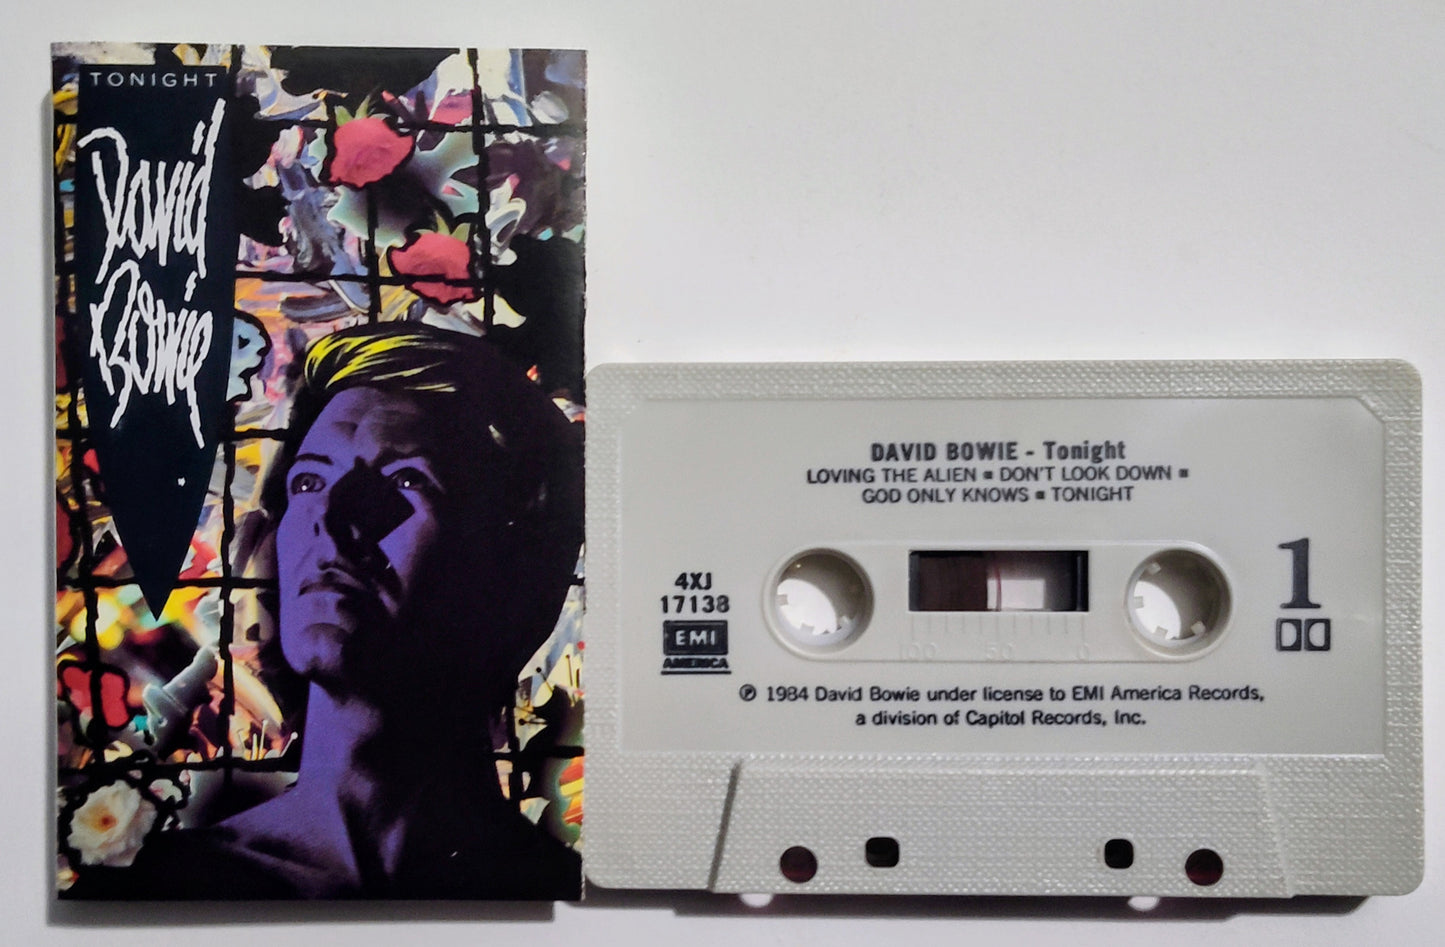 TONIGHT
David
Bowie
DAVID BOWIE - Tonight
LOVING THE ALIEN ■ DON'T LOOK DOWN ■
GOD ONLY KNOWS ■ TONIGHT
4XJ
17138
EMI
AMERICA
1
100 50 0
℗ 1984 David Bowie under license to EMI America Records,
a division of Capitol Records, Inc.